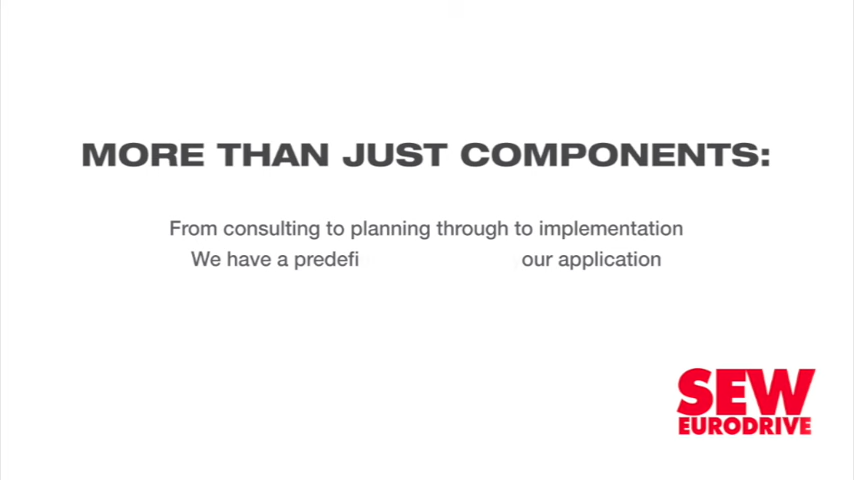 MORE THAN JUST COMPONENTS:
From consulting to planning through to implementation
We have a predefi our application
SEW
EURODRIVE